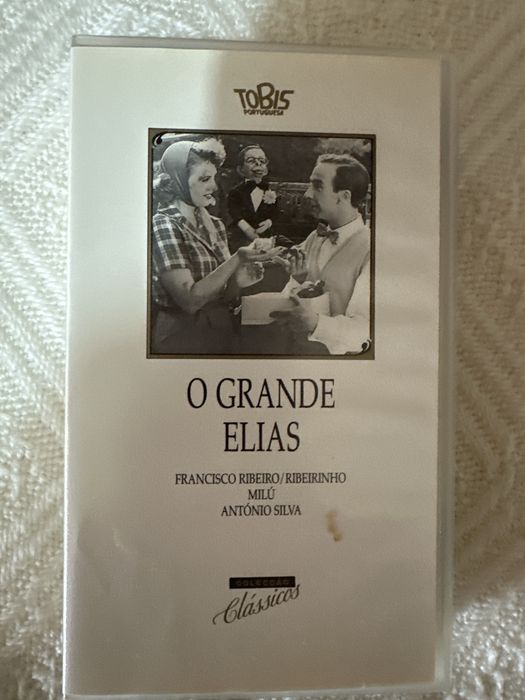 TOBIS
PORTUGUESA
O GRANDE
ELIAS
FRANCISCO RIBEIRO/RIBEIRINHO
MILÚ
ANTÓNIO SILVA
COLECÇÃO
Clássicos